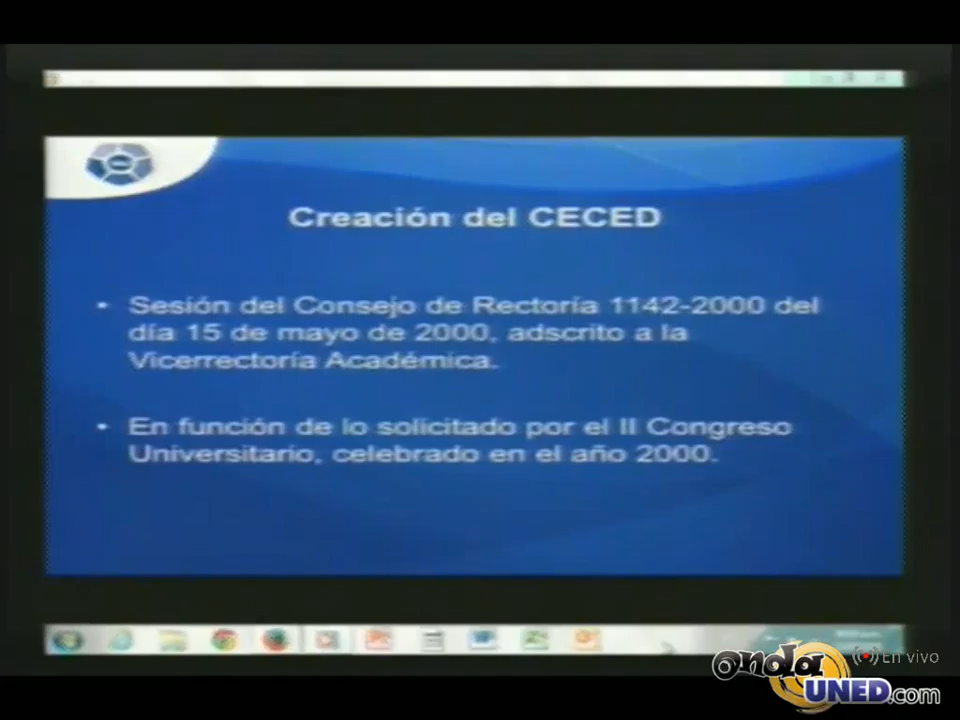 Creación del CECED
• Sesión del Consejo de Rectoría 1142-2000 del
día 15 de mayo de 2000, adscrito a la
Vicerrectoría Académica.
• En función de lo solicitado por el II Congreso
Universitario, celebrado en el año 2000.
En vivo
onda
UNED.com